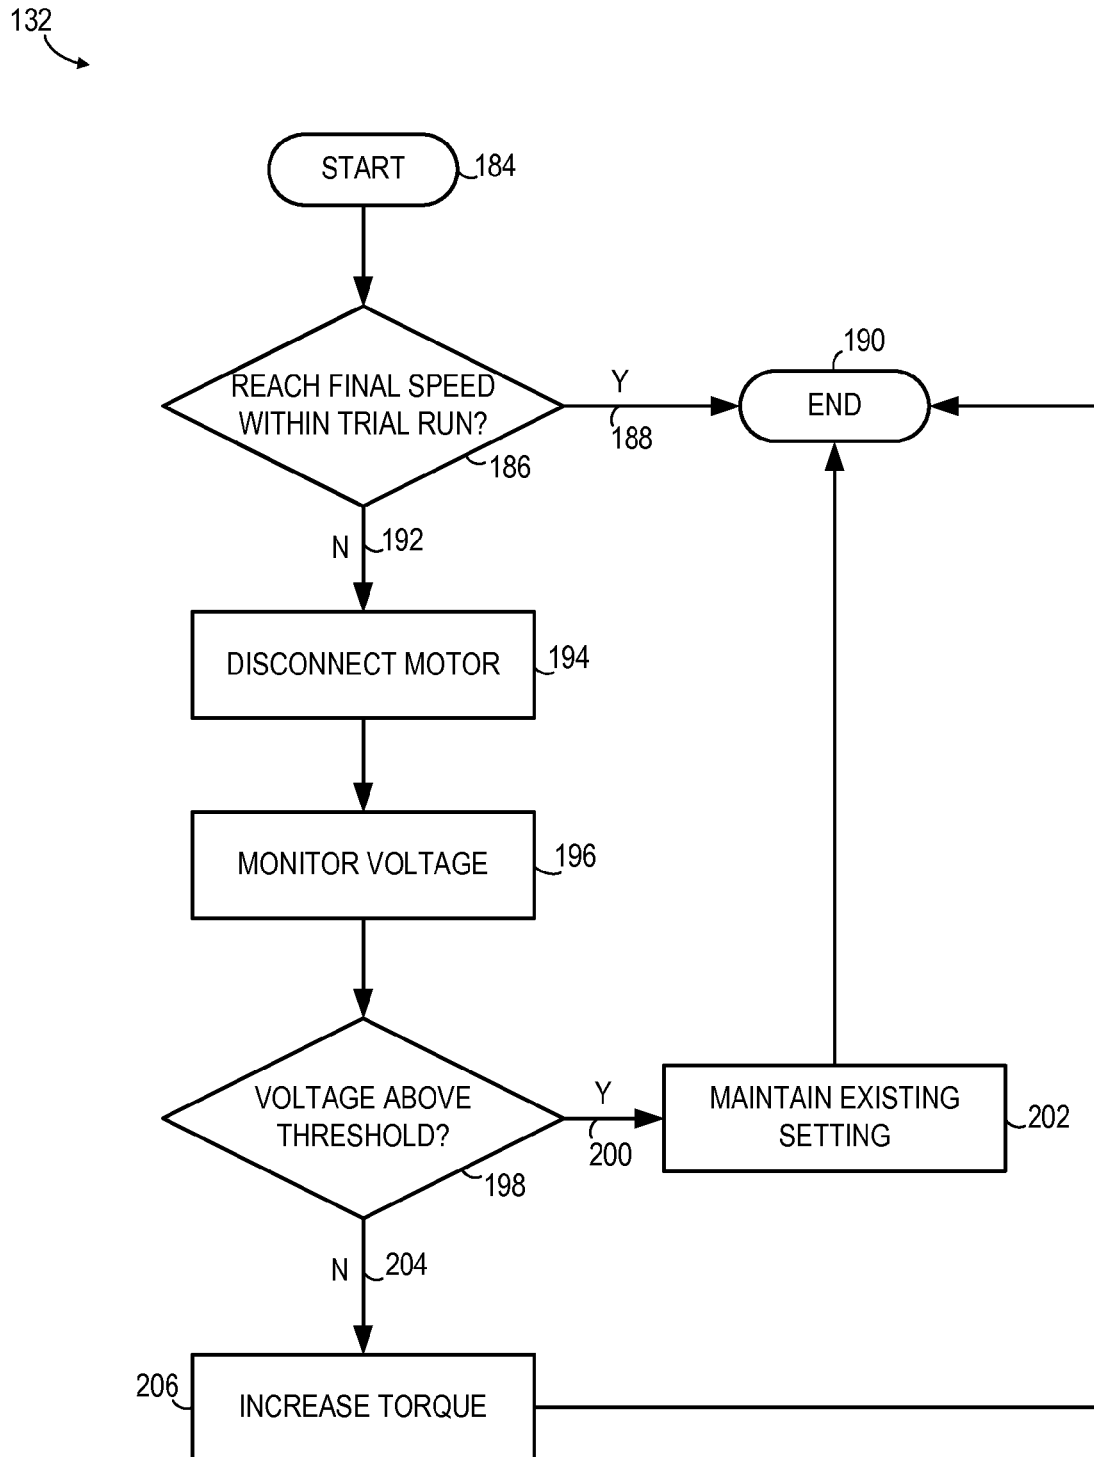 132
START
184
REACH FINAL SPEED
WITHIN TRIAL RUN?
186
Y
188
190
END
N
192
DISCONNECT MOTOR
194
MONITOR VOLTAGE
196
VOLTAGE ABOVE
THRESHOLD?
198
Y
200
MAINTAIN EXISTING
SETTING
202
N
204
206
INCREASE TORQUE